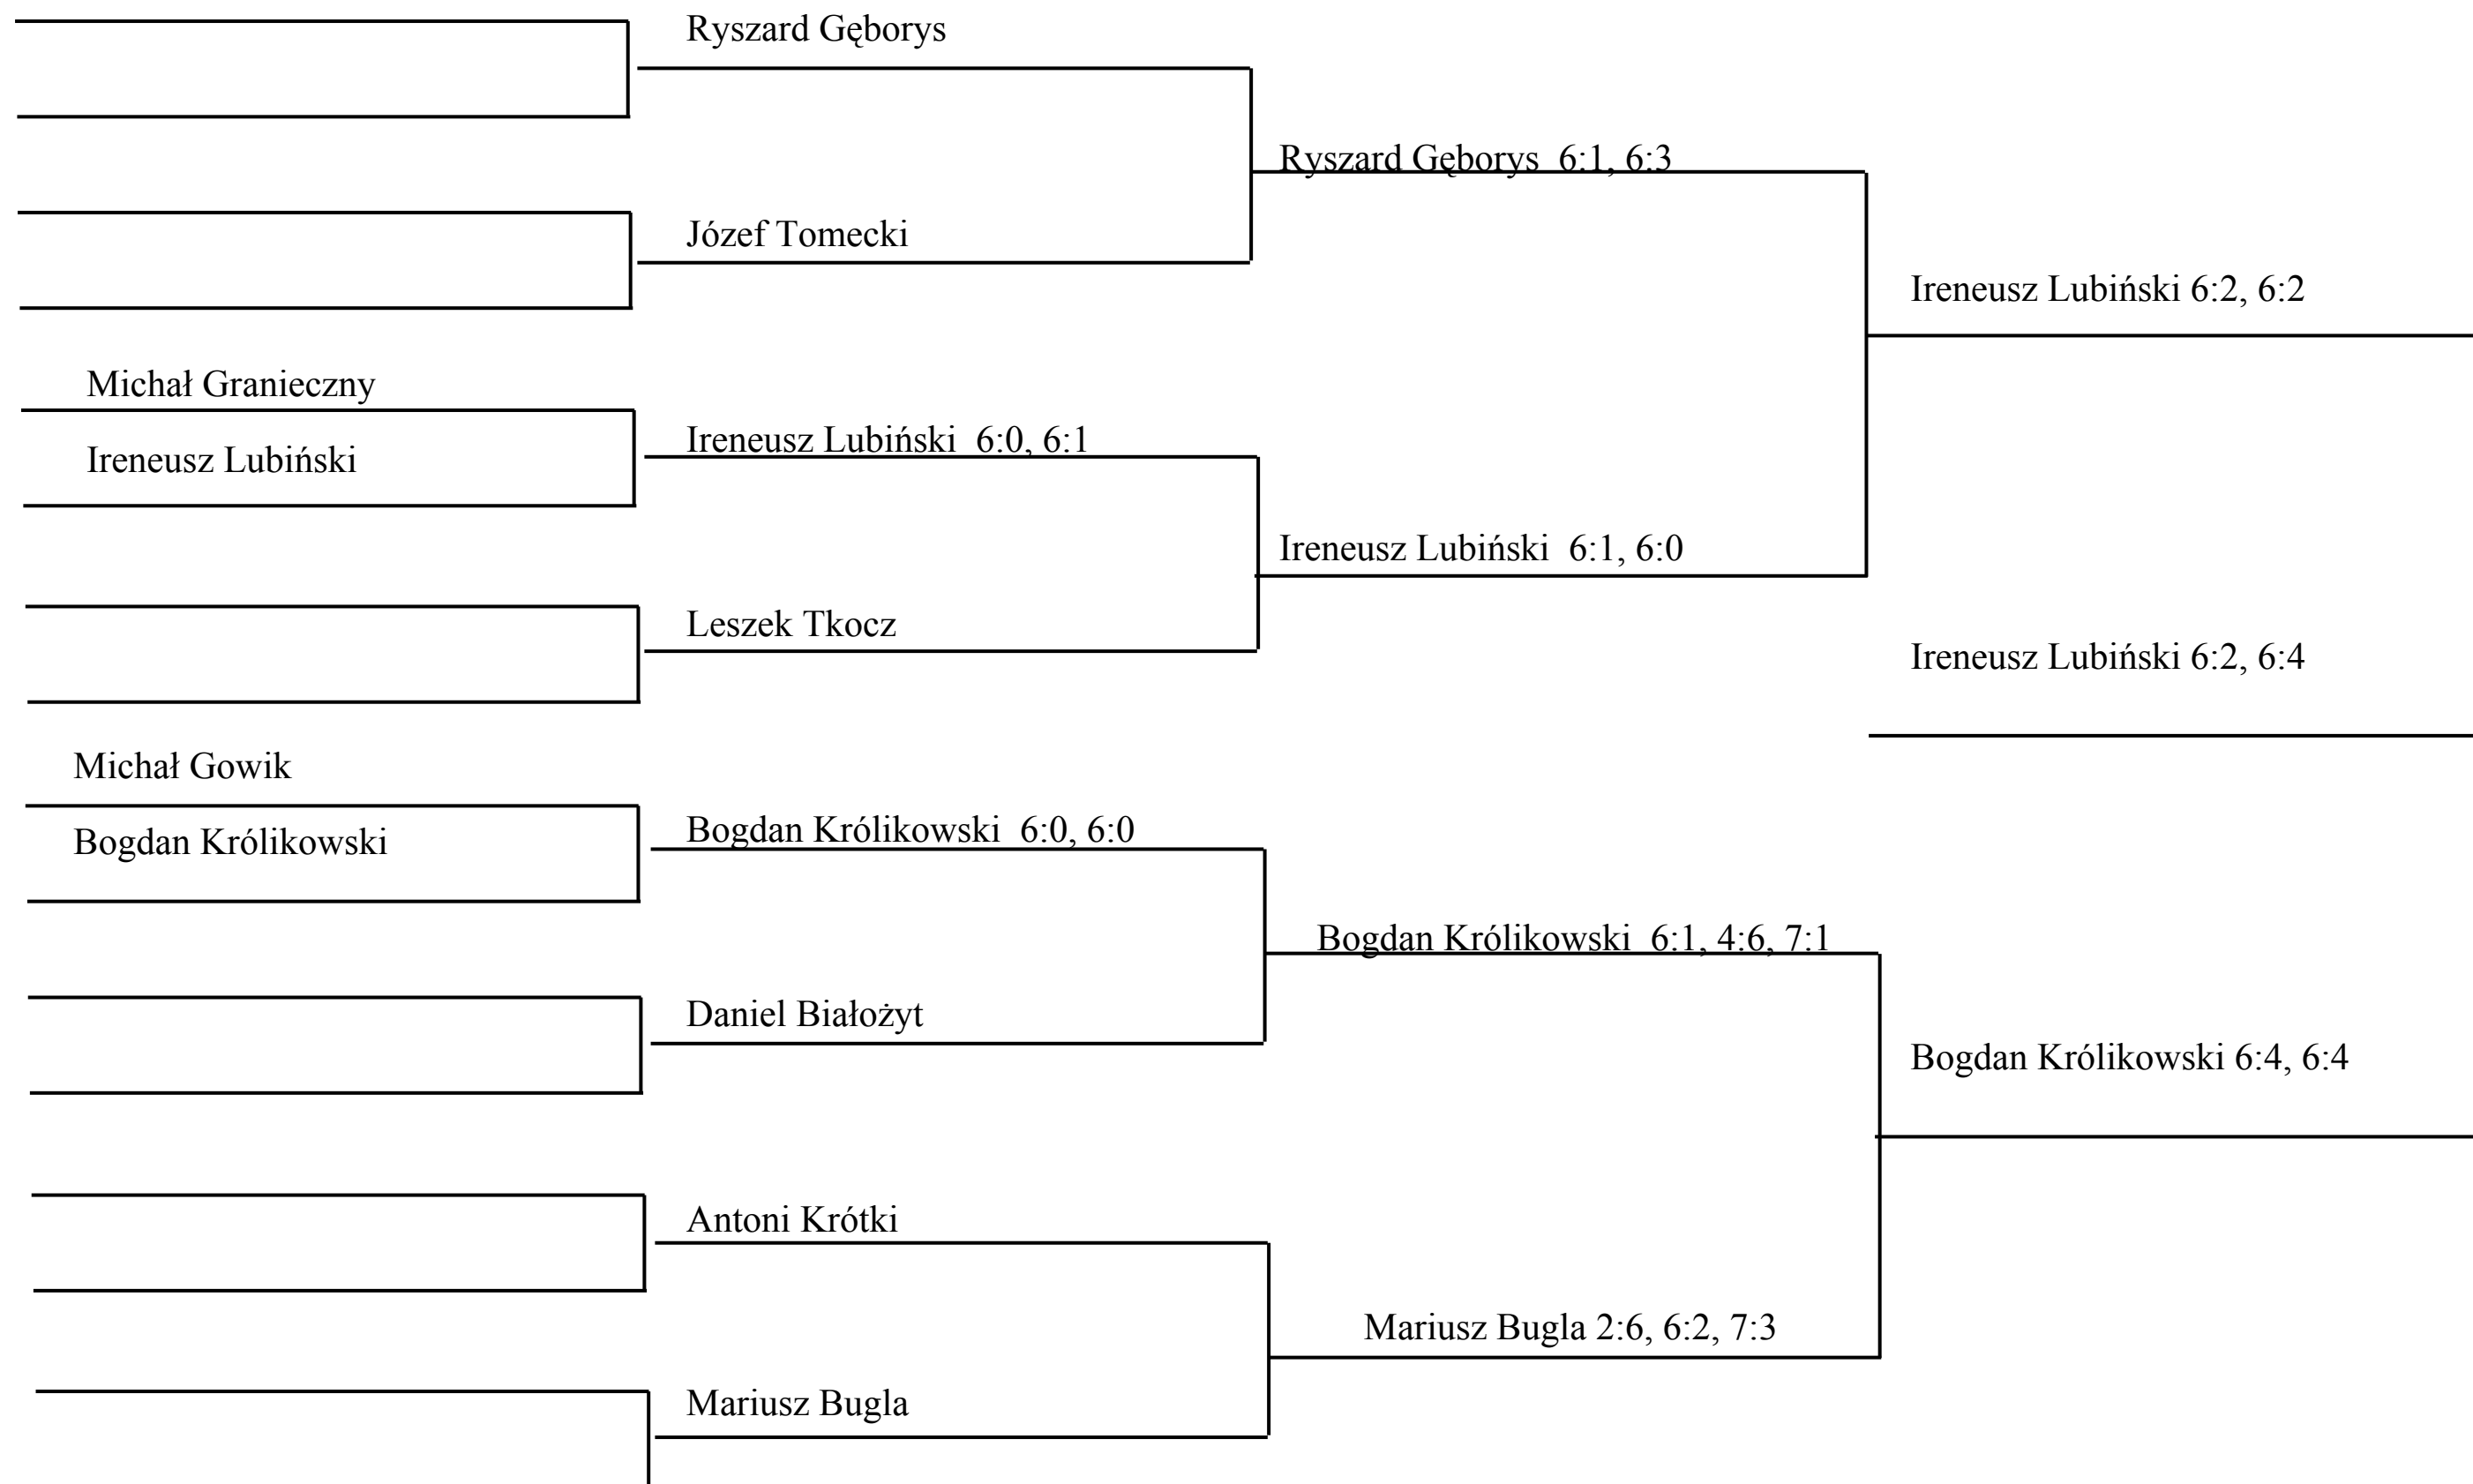 Ryszard Gęborys
Ryszard Gęborys 6:1, 6:3
Józef Tomecki
Ireneusz Lubiński 6:2, 6:2
Michał Granieczny
Ireneusz Lubiński 6:0, 6:1
Ireneusz Lubiński
Ireneusz Lubiński 6:1, 6:0
Leszek Tkocz
Ireneusz Lubiński 6:2, 6:4
Michał Gowik
Bogdan Królikowski 6:0, 6:0
Bogdan Królikowski
Bogdan Królikowski 6:1, 4:6, 7:1
Daniel Białożyt
Bogdan Królikowski 6:4, 6:4
Antoni Krótki
Mariusz Bugla 2:6, 6:2, 7:3
Mariusz Bugla